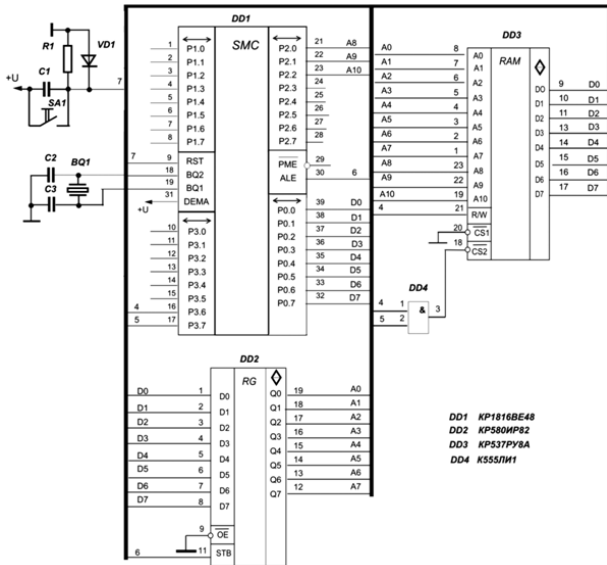 DD1
SMC
R1
VD1
C1
+U
SA1
7
C2
BQ1
C3
+U
1 P1.0
2 P1.1
3 P1.2
4 P1.3
5 P1.4
6 P1.5
7 P1.6
8 P1.7
7 9 RST
18 BQ2
19 BQ1
31 DEMA
10 P3.0
11 P3.1
12 P3.2
13 P3.3
14 P3.4
15 P3.5
4 16 P3.6
5 17 P3.7
P2.0 21 A8
P2.1 22 A9
P2.2 23 A10
P2.3 24
P2.4 25
P2.5 26
P2.6 27
P2.7 28
PME 29
ALE 30 6
P0.0 39 D0
P0.1 38 D1
P0.2 37 D2
P0.3 36 D3
P0.4 35 D4
P0.5 34 D5
P0.6 33 D6
P0.7 32 D7
DD3
RAM
A0 8 A0
A1 7 A1
A2 6 A2
A3 5 A3
A4 4 A4
A5 3 A5
A6 2 A6
A7 1 A7
A8 23 A8
A9 22 A9
A10 19 A10
4 21 R/W
20 CS1
18 CS2
D0 9 D0
D1 10 D1
D2 11 D2
D3 13 D3
D4 14 D4
D5 15 D5
D6 16 D6
D7 17 D7
DD4
4 1 & 3
5 2
DD2
RG
D0 1 D0
D1 2 D1
D2 3 D2
D3 4 D3
D4 5 D4
D5 6 D5
D6 7 D6
D7 8 D7
9 OE
6 11 STB
Q0 19 A0
Q1 18 A1
Q2 17 A2
Q3 16 A3
Q4 15 A4
Q5 14 A5
Q6 13 A6
Q7 12 A7
DD1 КР1816ВЕ48
DD2 КР580ИР82
DD3 КР537РУ8А
DD4 К555ЛИ1